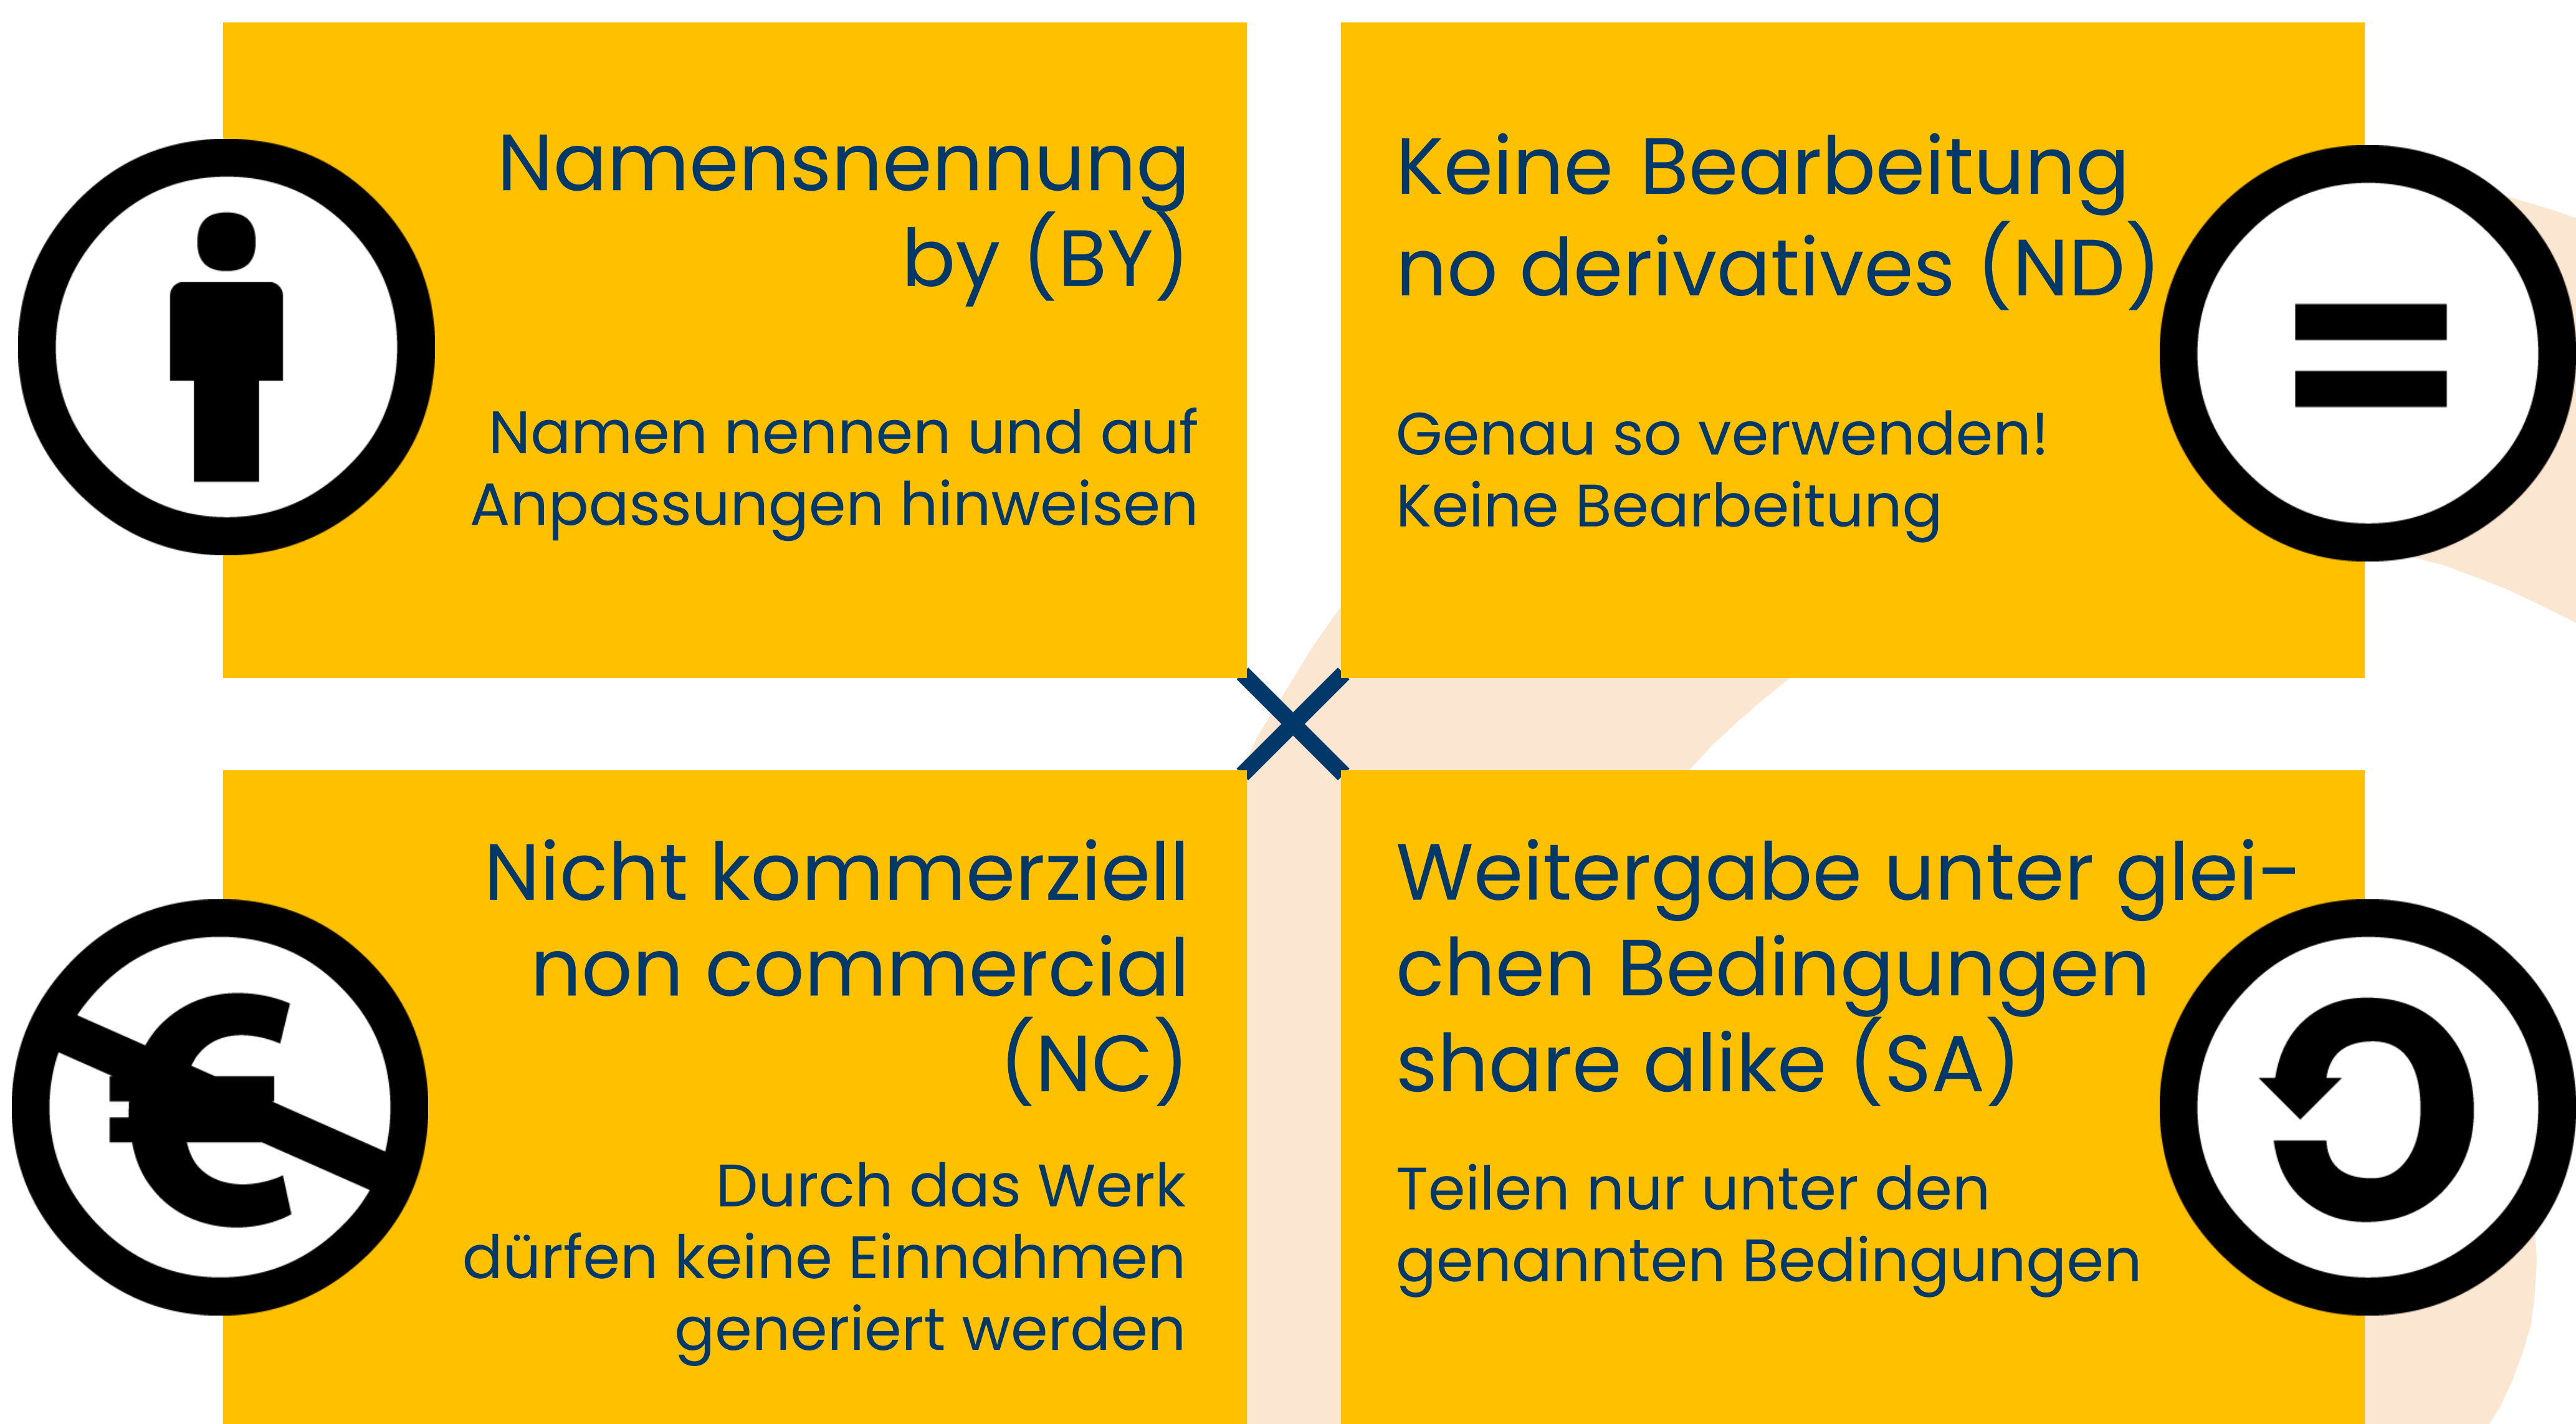 Namensnennung
by (BY)
Namen nennen und auf
Anpassungen hinweisen
Keine Bearbeitung
no derivatives (ND)
Genau so verwenden!
Keine Bearbeitung
Nicht kommerziell
non commercial
(NC)
Durch das Werk
dürfen keine Einnahmen
generiert werden
Weitergabe unter glei-
chen Bedingungen
share alike (SA)
Teilen nur unter den
genannten Bedingungen